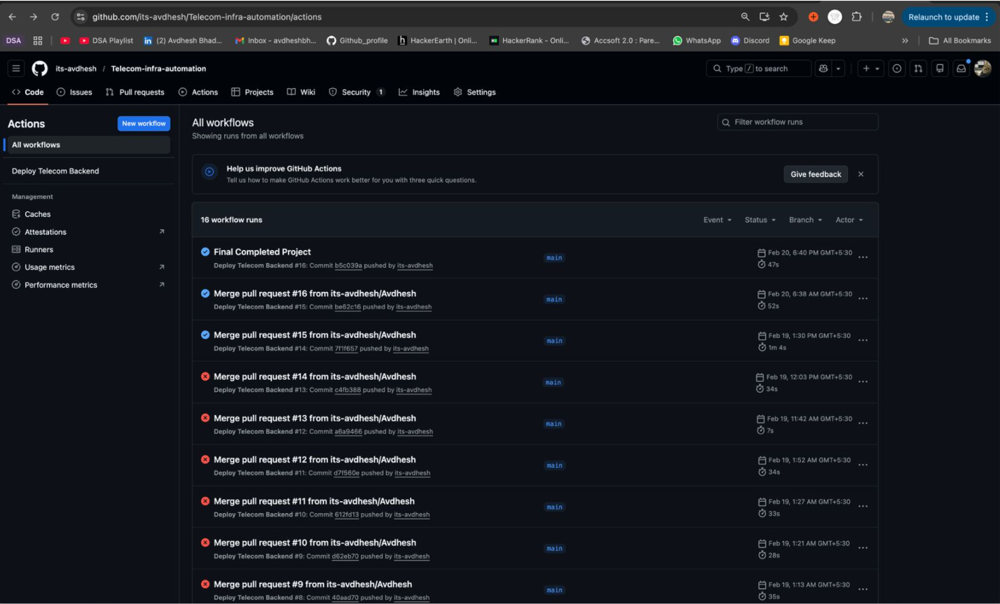 github.com/its-avdhesh/Telecom-infra-automation/actions
Relaunch to update
DSA
DSA Playlist
(2) Avdhesh Bhad...
Inbox - avdheshbh...
Github_profile
HackerEarth | Onli...
HackerRank - Onli...
Accsoft 2.0 : Pare...
WhatsApp
Discord
Google Keep
»
All Bookmarks
its-avdhesh / Telecom-infra-automation
Type / to search
Code
Issues
Pull requests
Actions
Projects
Wiki
Security 1
Insights
Settings
Actions
New workflow
All workflows
Deploy Telecom Backend
Management
Caches
Attestations
Runners
Usage metrics
Performance metrics
All workflows
Showing runs from all workflows
Filter workflow runs
Help us improve GitHub Actions
Tell us how to make GitHub Actions work better for you with three quick questions.
Give feedback
16 workflow runs
Event
Status
Branch
Actor
Final Completed Project
Deploy Telecom Backend #16: Commit b5c039a pushed by its-avdhesh
main
Feb 20, 6:40 PM GMT+5:30
47s
Merge pull request #16 from its-avdhesh/Avdhesh
Deploy Telecom Backend #15: Commit be62c16 pushed by its-avdhesh
main
Feb 20, 6:38 AM GMT+5:30
52s
Merge pull request #15 from its-avdhesh/Avdhesh
Deploy Telecom Backend #14: Commit 7f1f657 pushed by its-avdhesh
main
Feb 19, 1:30 PM GMT+5:30
1m 4s
Merge pull request #14 from its-avdhesh/Avdhesh
Deploy Telecom Backend #13: Commit c4fb388 pushed by its-avdhesh
main
Feb 19, 12:03 PM GMT+5:30
34s
Merge pull request #13 from its-avdhesh/Avdhesh
Deploy Telecom Backend #12: Commit a6a9466 pushed by its-avdhesh
main
Feb 19, 11:42 AM GMT+5:30
7s
Merge pull request #12 from its-avdhesh/Avdhesh
Deploy Telecom Backend #11: Commit d7f560e pushed by its-avdhesh
main
Feb 19, 1:52 AM GMT+5:30
34s
Merge pull request #11 from its-avdhesh/Avdhesh
Deploy Telecom Backend #10: Commit 612fd13 pushed by its-avdhesh
main
Feb 19, 1:27 AM GMT+5:30
33s
Merge pull request #10 from its-avdhesh/Avdhesh
Deploy Telecom Backend #9: Commit d62eb70 pushed by its-avdhesh
main
Feb 19, 1:21 AM GMT+5:30
28s
Merge pull request #9 from its-avdhesh/Avdhesh
Deploy Telecom Backend #8: Commit 40aad70 pushed by its-avdhesh
main
Feb 19, 1:13 AM GMT+5:30
35s